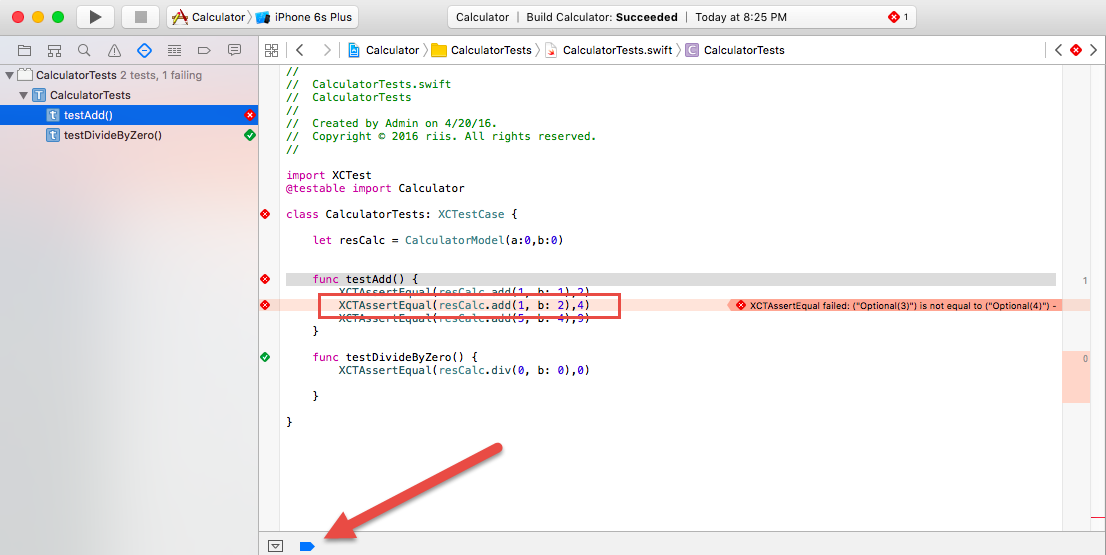 Calculator iPhone 6s Plus
Calculator | Build Calculator: Succeeded | Today at 8:25 PM
1
Calculator CalculatorTests CalculatorTests.swift CalculatorTests
CalculatorTests 2 tests, 1 failing
CalculatorTests
testAdd()
testDivideByZero()
//
// CalculatorTests.swift
// CalculatorTests
//
// Created by Admin on 4/20/16.
// Copyright © 2016 riis. All rights reserved.
//
import XCTest
@testable import Calculator
class CalculatorTests: XCTestCase {
let resCalc = CalculatorModel(a:0,b:0)
func testAdd() {
1
XCTAssertEqual(resCalc.add(1, b: 1),2)
XCTAssertEqual(resCalc.add(1, b: 2),4)
XCTAssertEqual failed: ("Optional(3)") is not equal to ("Optional(4)") -
XCTAssertEqual(resCalc.add(5, b: 4),9)
}
func testDivideByZero() {
0
XCTAssertEqual(resCalc.div(0, b: 0),0)
}
}